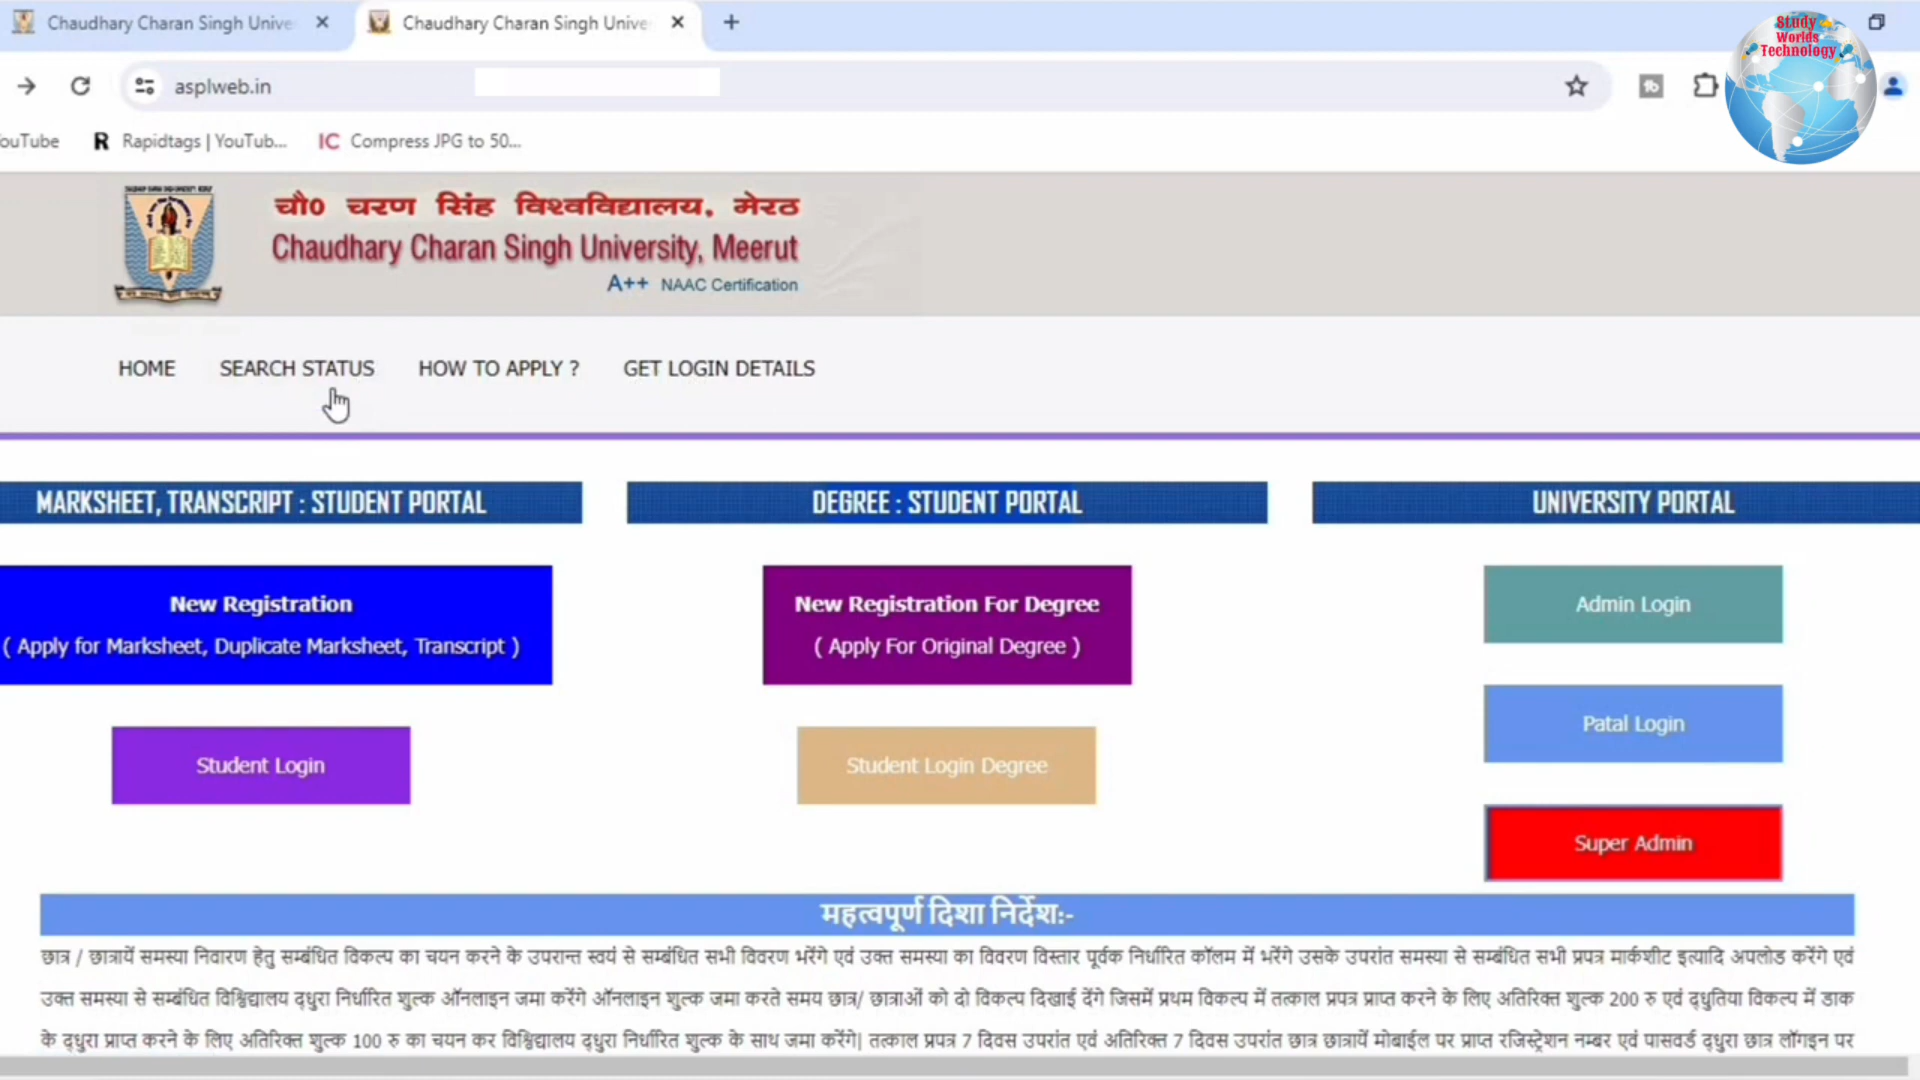 Chaudhary Charan Singh Unive
Chaudhary Charan Singh Unive
Study
Worlds
Technology
asplweb.in
ouTube
R Rapidtags | YouTub...
IC Compress JPG to 50...
चौ0 चरण सिंह विश्वविद्यालय, मेरठ
Chaudhary Charan Singh University, Meerut
A++ NAAC Certification
HOME SEARCH STATUS HOW TO APPLY ? GET LOGIN DETAILS
MARKSHEET, TRANSCRIPT : STUDENT PORTAL
DEGREE : STUDENT PORTAL
UNIVERSITY PORTAL
New Registration
( Apply for Marksheet, Duplicate Marksheet, Transcript )
New Registration For Degree
( Apply For Original Degree )
Admin Login
Patal Login
Student Login
Student Login Degree
Super Admin
महत्वपूर्ण दिशा निर्देश:-
छात्र / छात्रायें समस्या निवारण हेतु सम्बंधित विकल्प का चयन करने के उपरान्त स्वयं से सम्बंधित सभी विवरण भरेंगे एवं उक्त समस्या का विवरण विस्तार पूर्वक निर्धारित कॉलम में भरेंगे उसके उपरांत समस्या से सम्बंधित सभी प्रपत्र मार्कशीट इत्यादि अपलोड करेंगे एवं
उक्त समस्या से सम्बंधित विश्विद्यालय द्धुरा निर्धारित शुल्क ऑनलाइन जमा करेंगे ऑनलाइन शुल्क जमा करते समय छात्र/ छात्राओं को दो विकल्प दिखाई देंगे जिसमें प्रथम विकल्प में तत्काल प्रपत्र प्राप्त करने के लिए अतिरिक्त शुल्क 200 रु एवं द्धुतिया विकल्प में डाक
के द्धुरा प्राप्त करने के लिए अतिरिक्त शुल्क 100 रु का चयन कर विश्विद्यालय द्धुरा निर्धारित शुल्क के साथ जमा करेंगे| तत्काल प्रपत्र 7 दिवस उपरांत एवं अतिरिक्त 7 दिवस उपरांत छात्र छात्रायें मोबाईल पर प्राप्त रजिस्ट्रेशन नम्बर एवं पासवर्ड द्धुरा छात्र लॉगइन पर